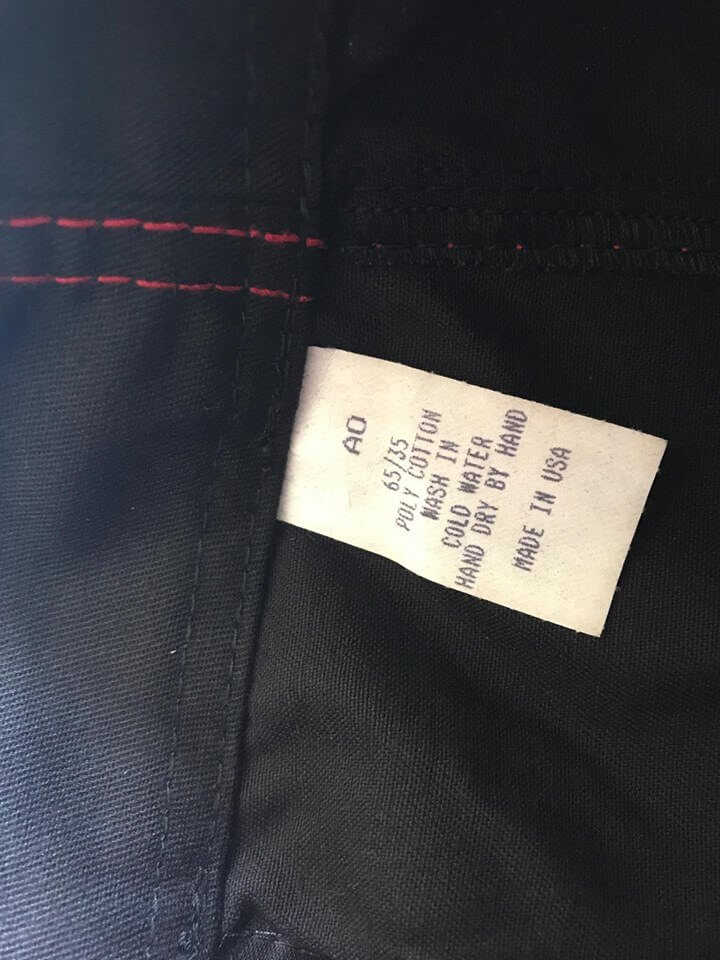 AO
65/35
POLY COTTON
WASH IN
COLD WATER
HAND DRY BY HAND
MADE IN USA